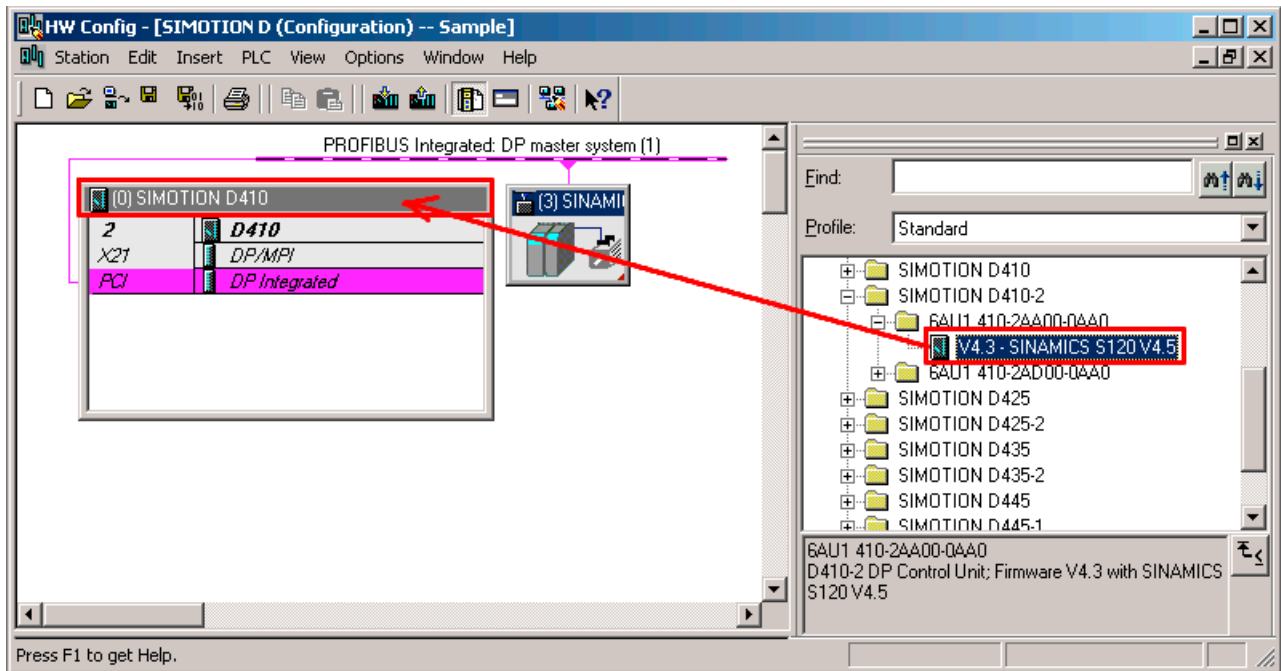 HW Config - [SIMOTION D (Configuration) -- Sample]
Station Edit Insert PLC View Options Window Help
PROFIBUS Integrated: DP master system (1)
(0) SIMOTION D410
2 D410
X21 DP/MPI
PCI DP Integrated
(3) SINAMI
Find:
Profile: Standard
SIMOTION D410
SIMOTION D410-2
6AU1 410-2AA00-0AA0
V4.3 - SINAMICS S120 V4.5
6AU1 410-2AD00-0AA0
SIMOTION D425
SIMOTION D425-2
SIMOTION D435
SIMOTION D435-2
SIMOTION D445
SIMOTION D445-1
6AU1 410-2AA00-0AA0
D410-2 DP Control Unit; Firmware V4.3 with SINAMICS
S120 V4.5
Press F1 to get Help.